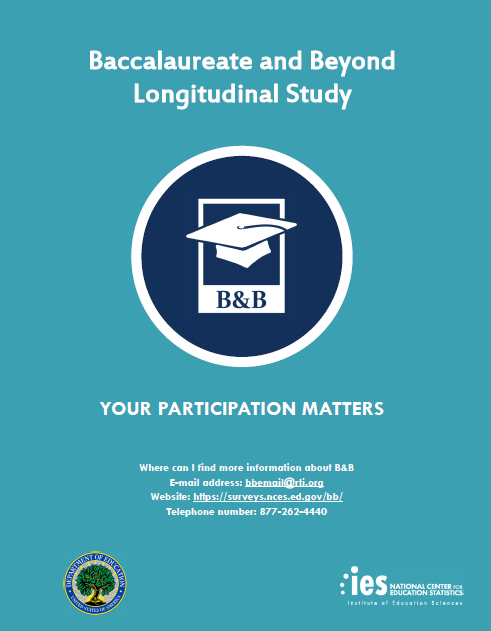 Baccalaureate and Beyond
Longitudinal Study
B&B
YOUR PARTICIPATION MATTERS
Where can I find more information about B&B
E-mail address: bbemail@rti.org
Website: https://surveys.nces.ed.gov/bb/
Telephone number: 877-262-4440
DEPARTMENT OF EDUCATION
UNITED STATES OF AMERICA
ies NATIONAL CENTER FOR
EDUCATION STATISTICS
Institute of Education Sciences